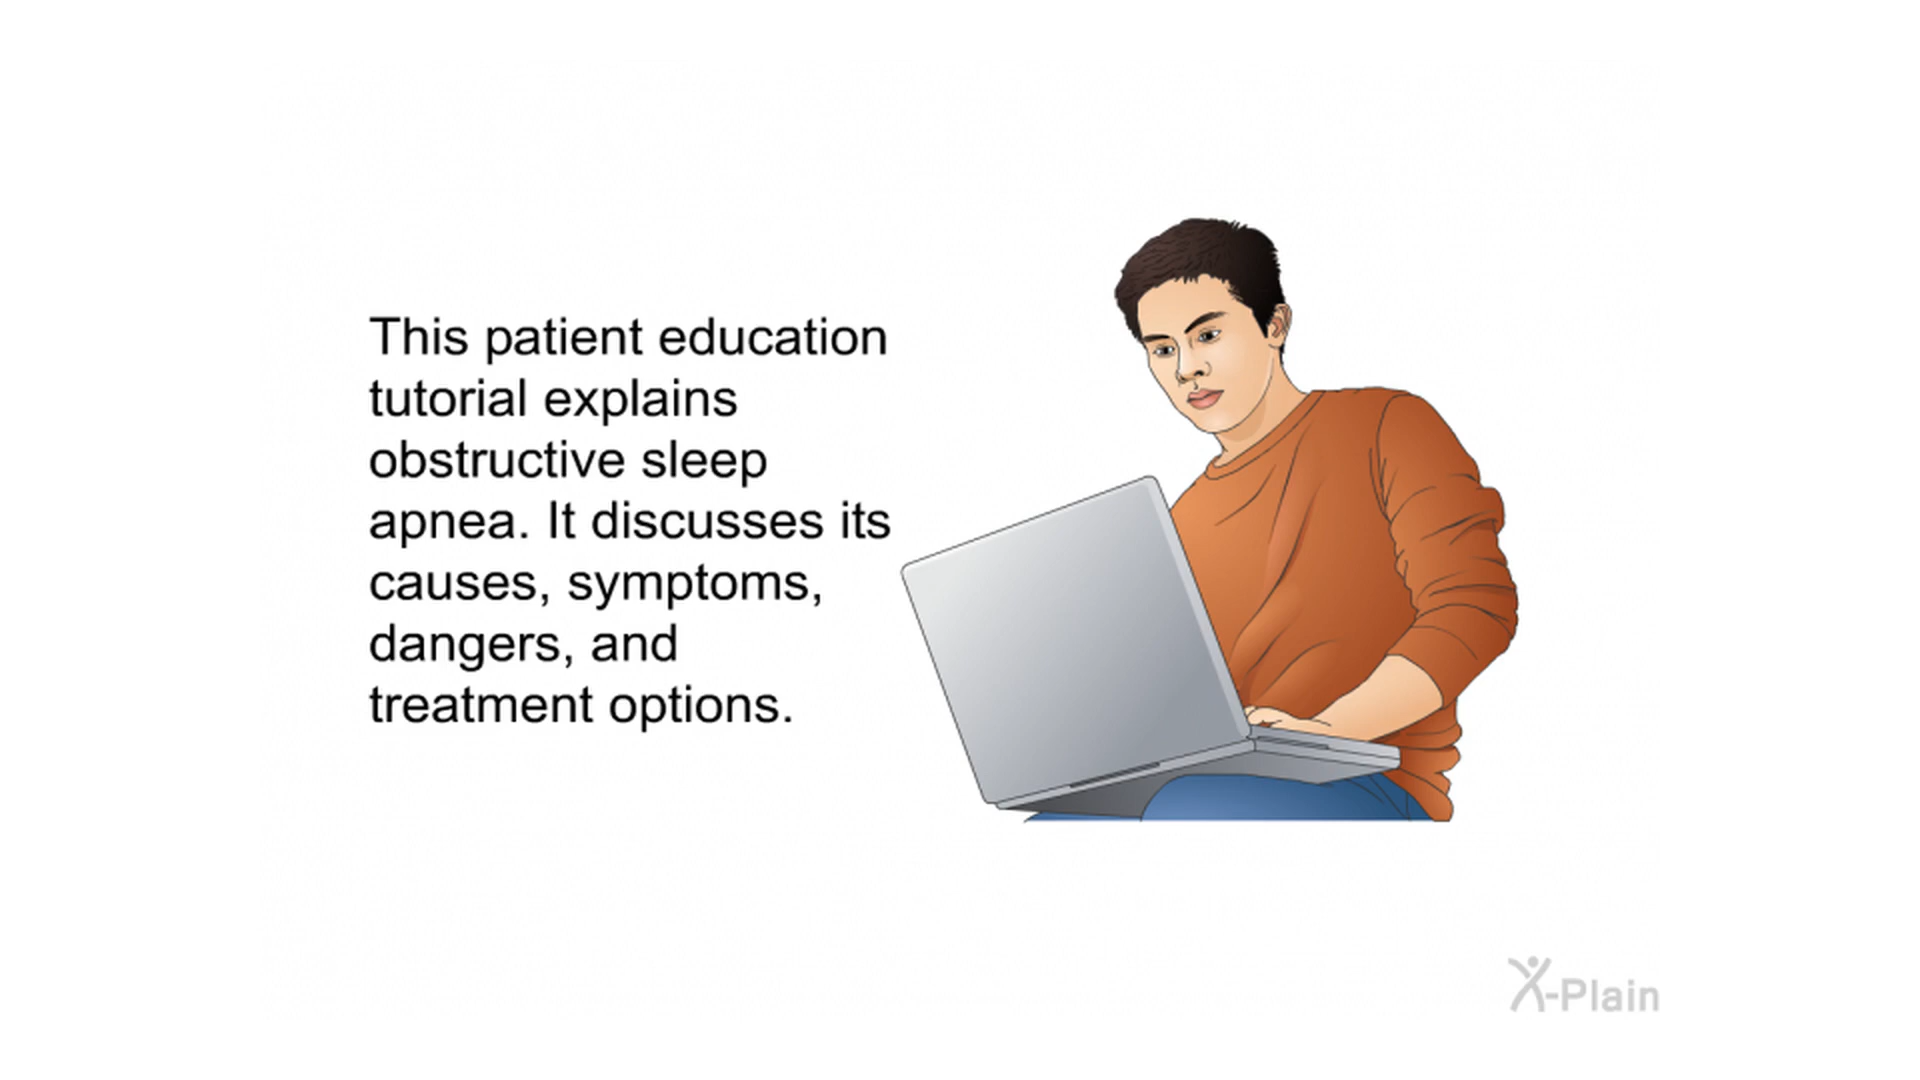 This patient education
tutorial explains
obstructive sleep
apnea. It discusses its
causes, symptoms,
dangers, and
treatment options.
X-Plain